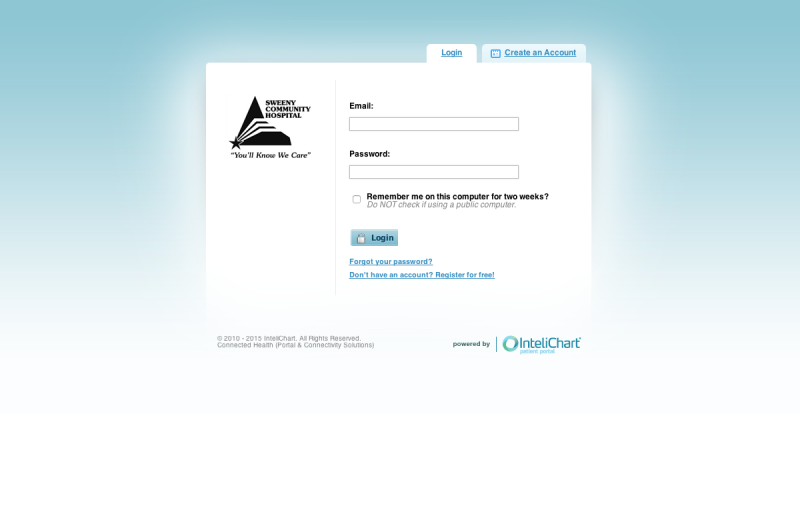 Login
Create an Account
SWEENY
COMMUNITY
HOSPITAL
"You'll Know We Care"
Email:
Password:
Remember me on this computer for two weeks?
Do NOT check if using a public computer.
Login
Forgot your password?
Don't have an account? Register for free!
© 2010 - 2015 InteliChart. All Rights Reserved.
Connected Health (Portal & Connectivity Solutions)
powered by
InteliChart
patient portal